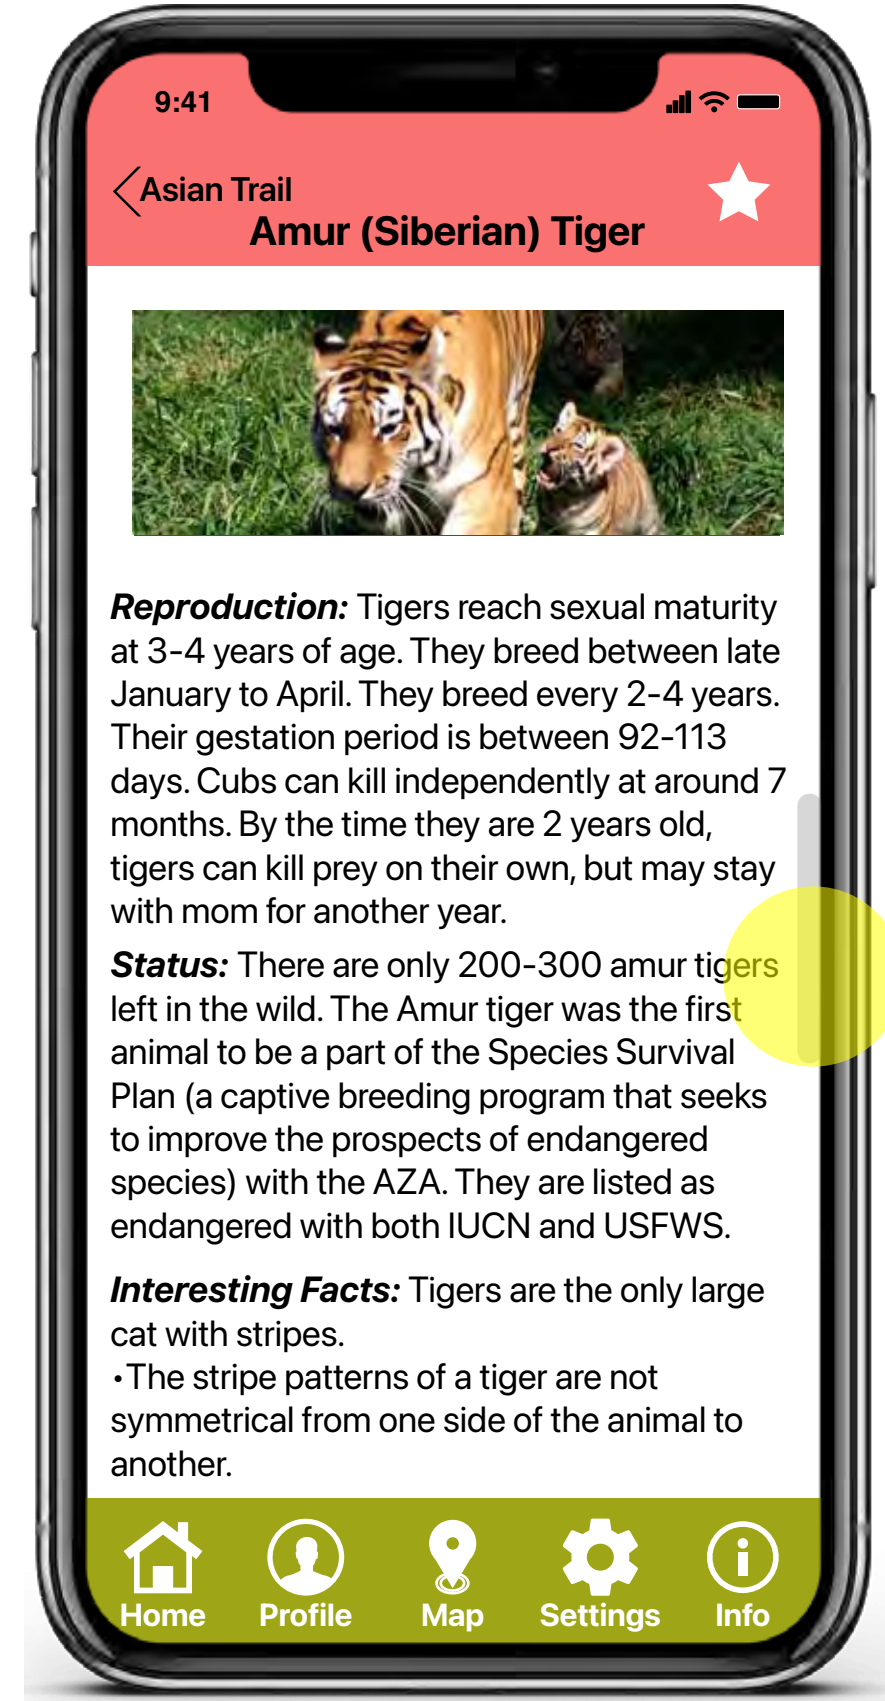 9:41
Asian Trail
Amur (Siberian) Tiger
Reproduction: Tigers reach sexual maturity
at 3-4 years of age. They breed between late
January to April. They breed every 2-4 years.
Their gestation period is between 92-113
days. Cubs can kill independently at around 7
months. By the time they are 2 years old,
tigers can kill prey on their own, but may stay
with mom for another year.
Status: There are only 200-300 amur tigers
left in the wild. The Amur tiger was the first
animal to be a part of the Species Survival
Plan (a captive breeding program that seeks
to improve the prospects of endangered
species) with the AZA. They are listed as
endangered with both IUCN and USFWS.
Interesting Facts: Tigers are the only large
cat with stripes.
•The stripe patterns of a tiger are not
symmetrical from one side of the animal to
another.
Home Profile Map Settings Info